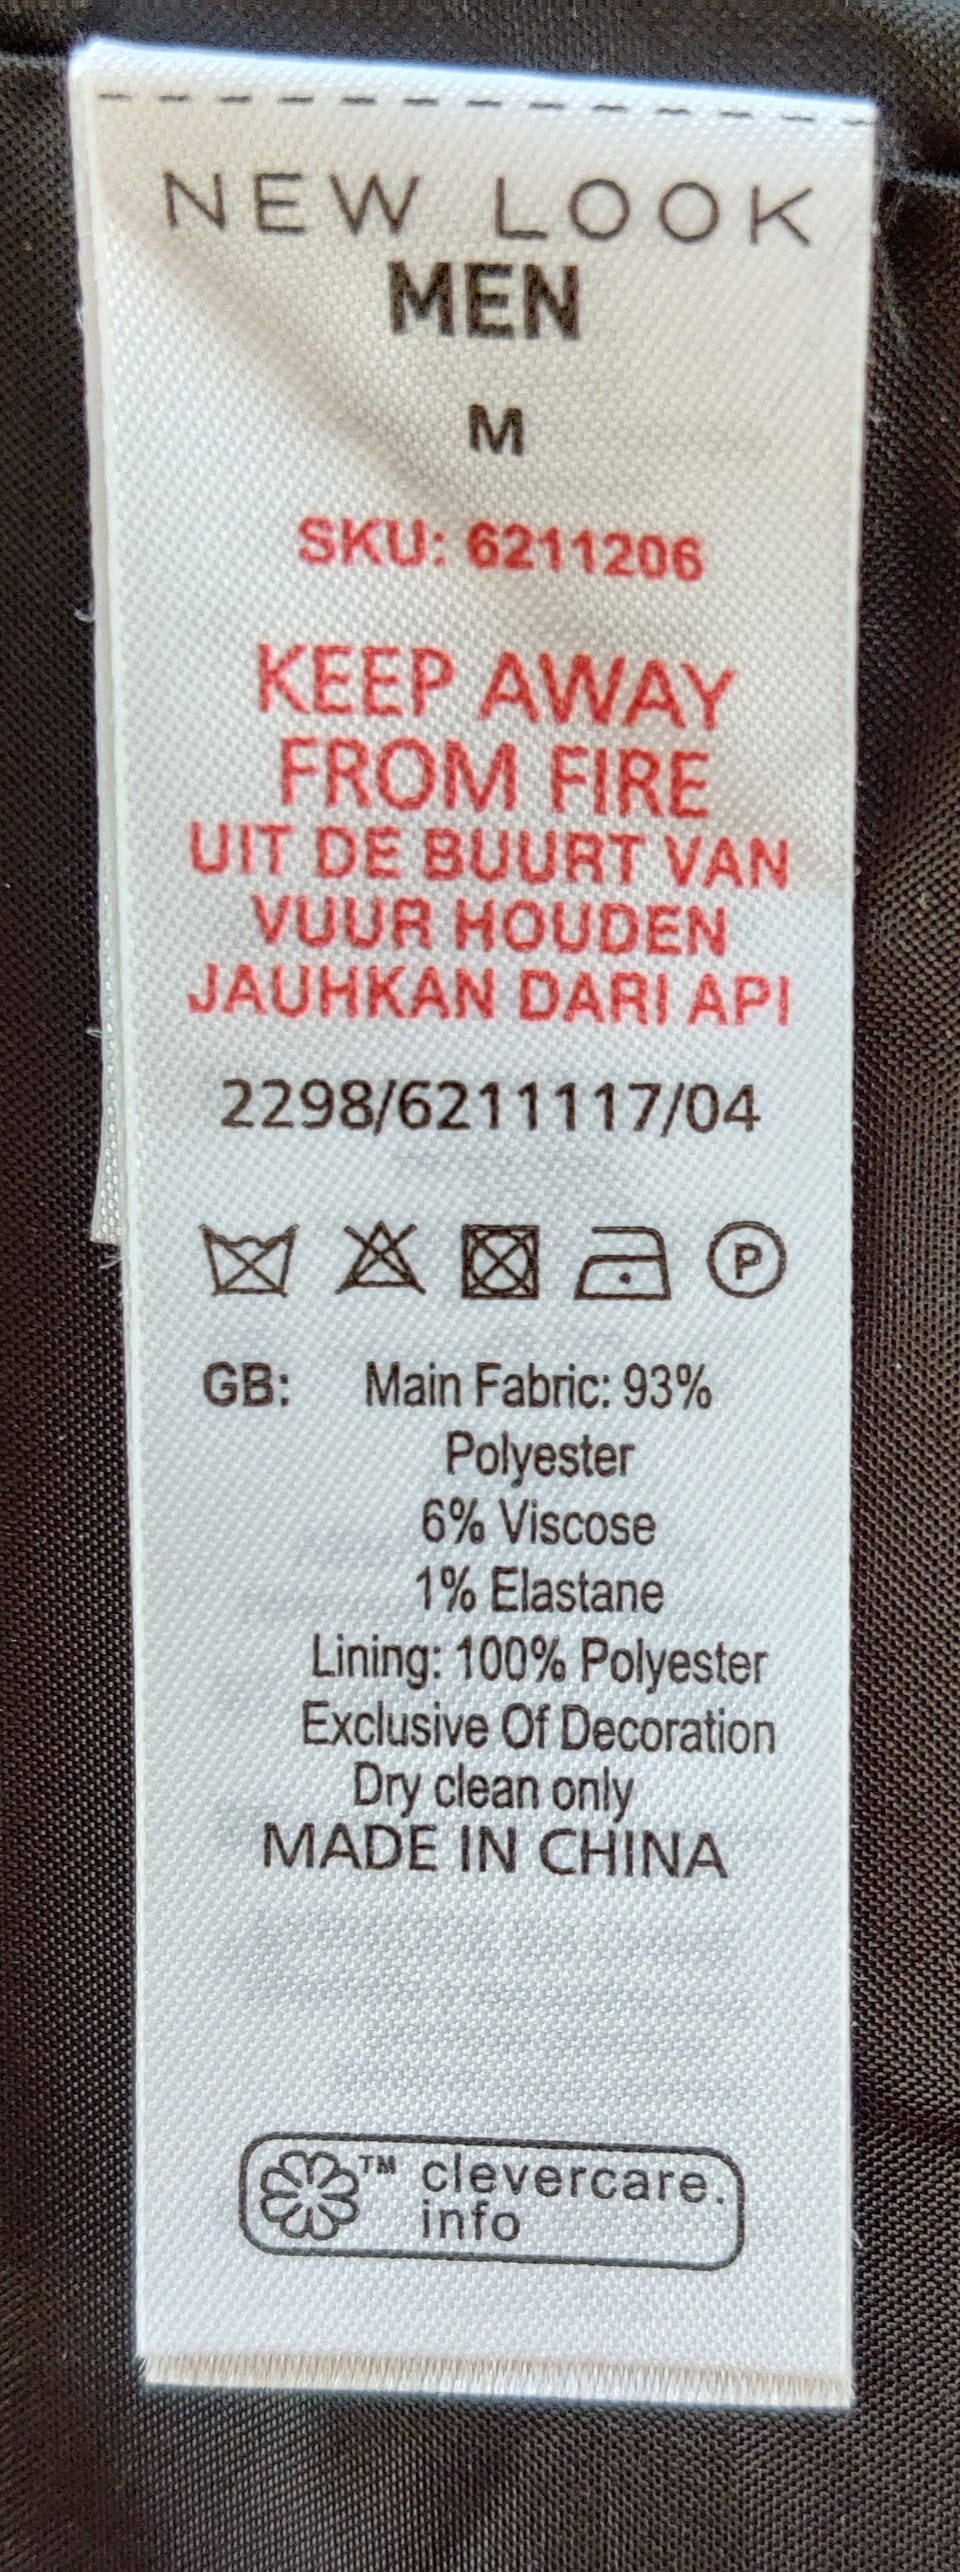 NEW LOOK
MEN
M
SKU: 6211206
KEEP AWAY
FROM FIRE
UIT DE BUURT VAN
VUUR HOUDEN
JAUHKAN DARI API
2298/6211117/04
P
GB: Main Fabric: 93%
Polyester
6% Viscose
1% Elastane
Lining: 100% Polyester
Exclusive Of Decoration
Dry clean only
MADE IN CHINA
™ clevercare.
info